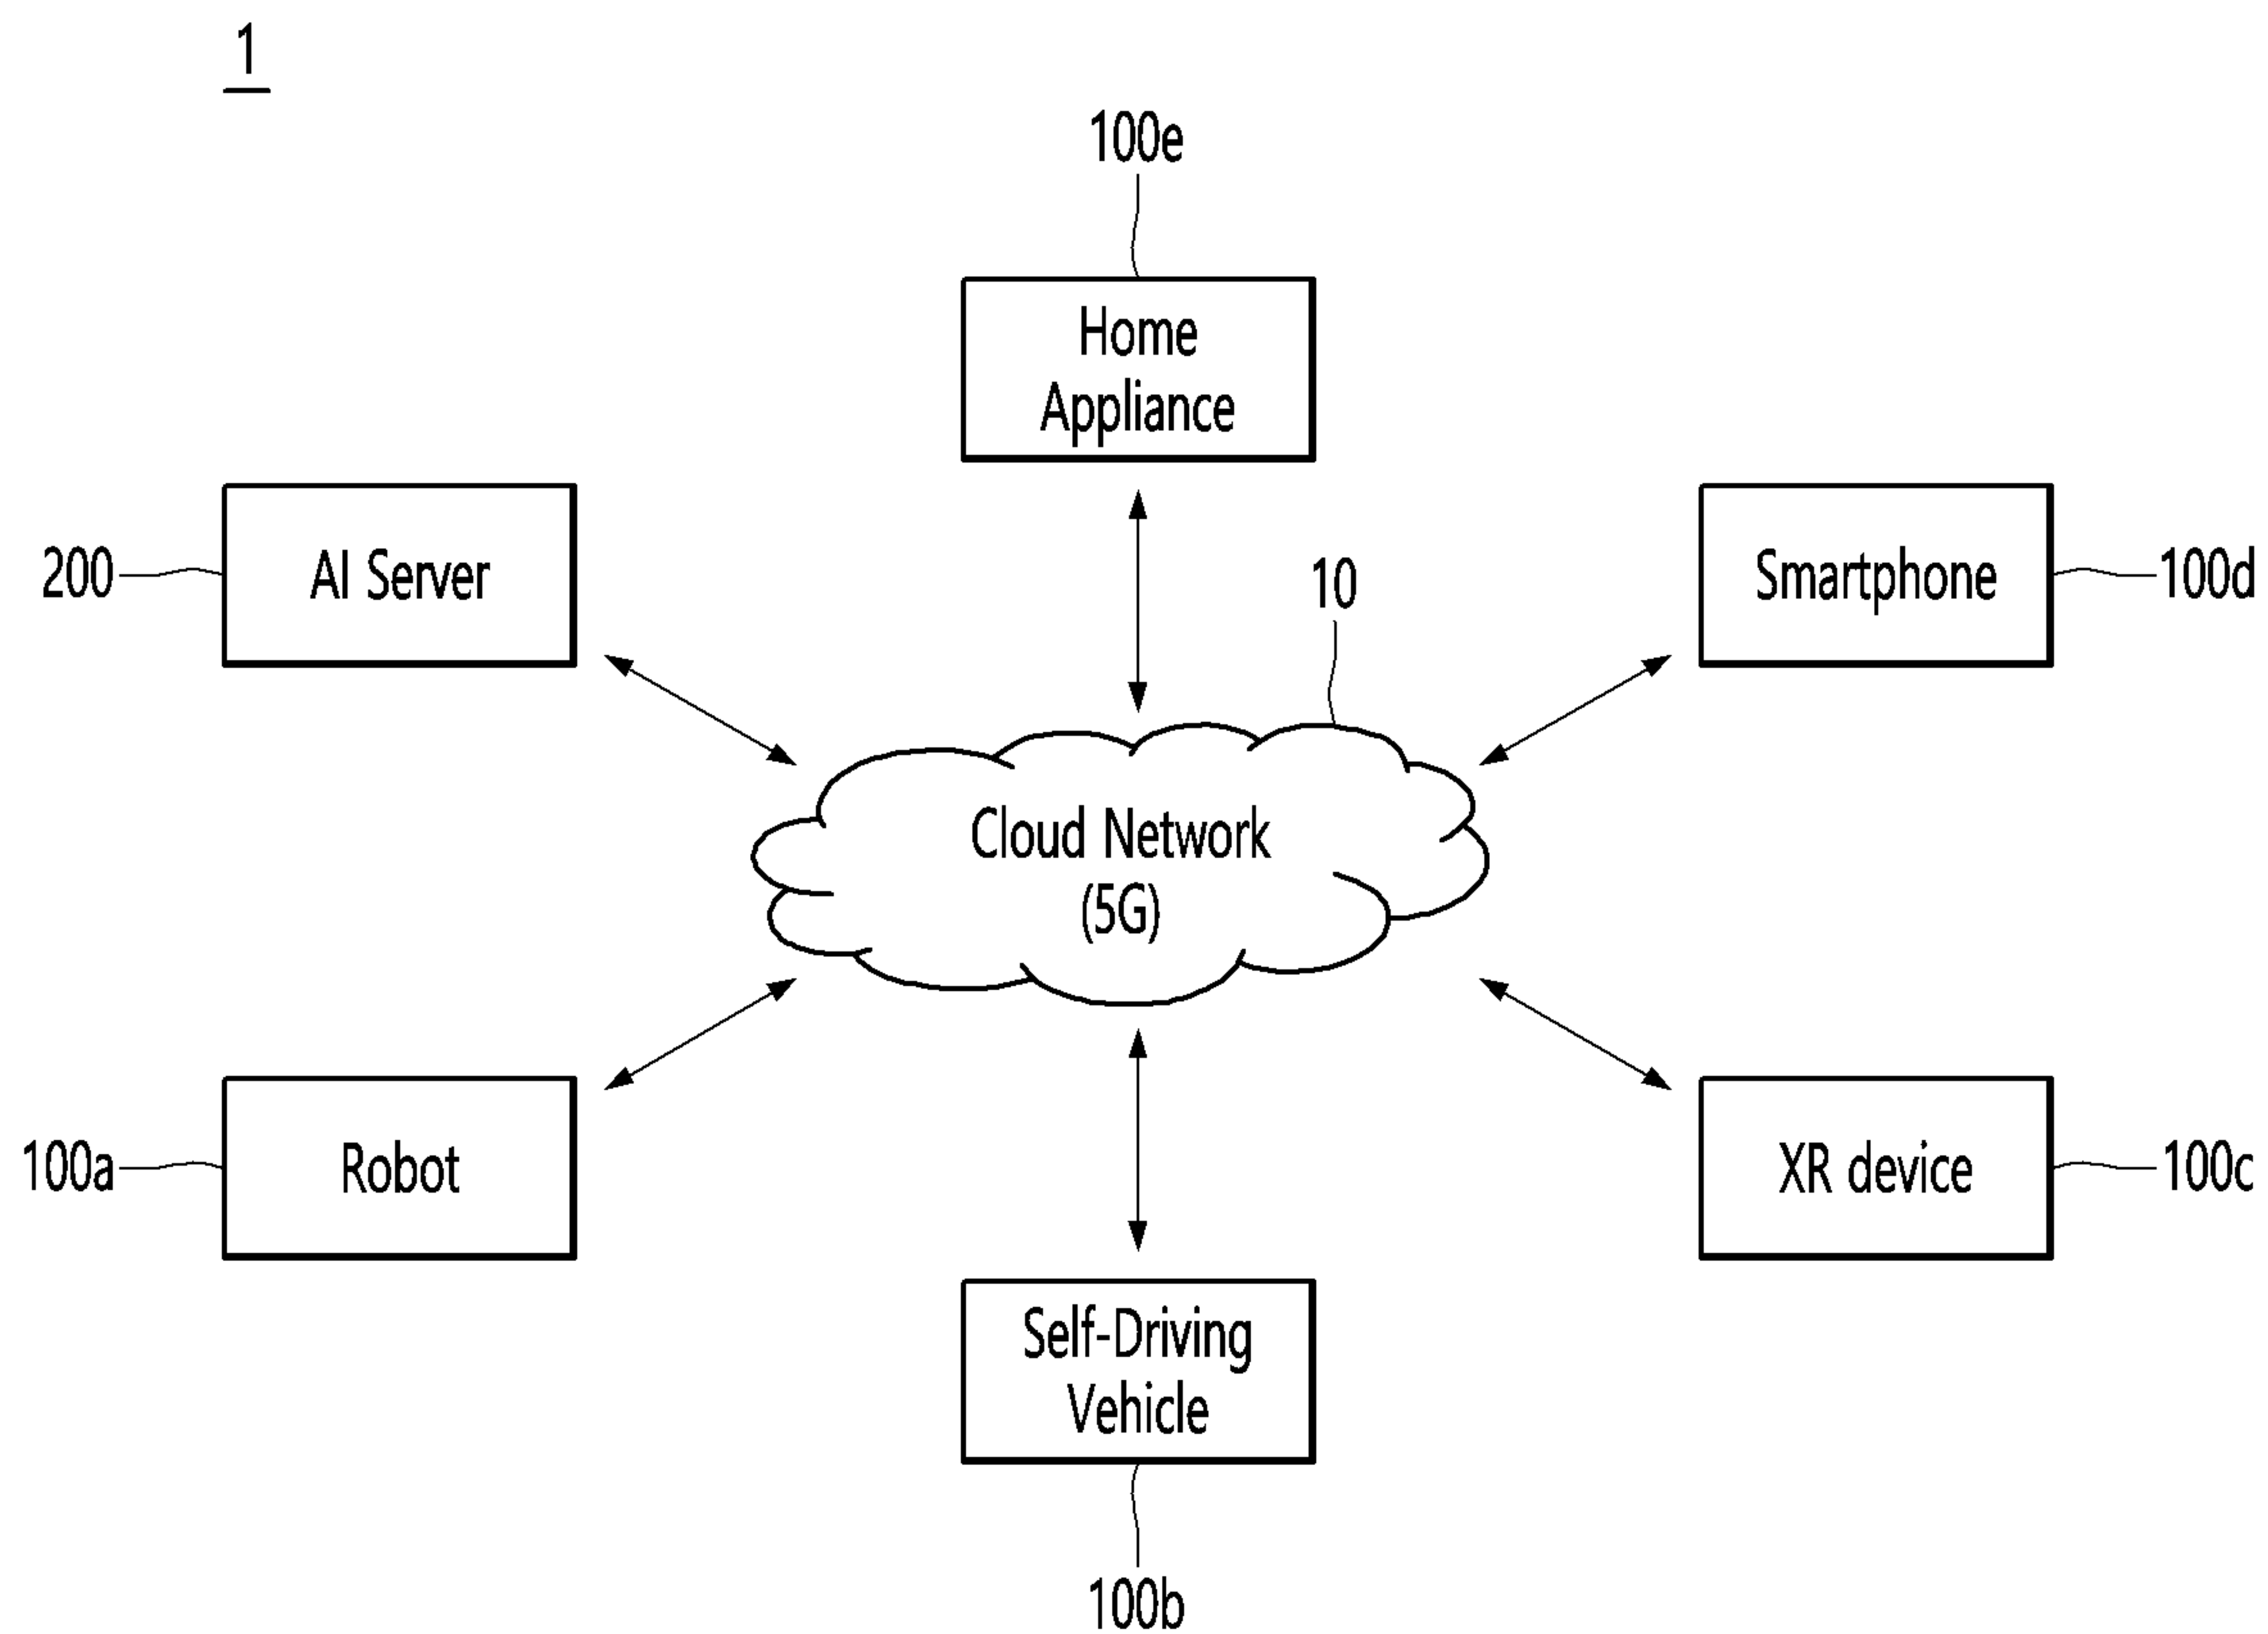 1
100e
Home
Appliance
200
AI Server
10
Smartphone
100d
Cloud Network
(5G)
100a
Robot
XR device
100c
Self-Driving
Vehicle
100b